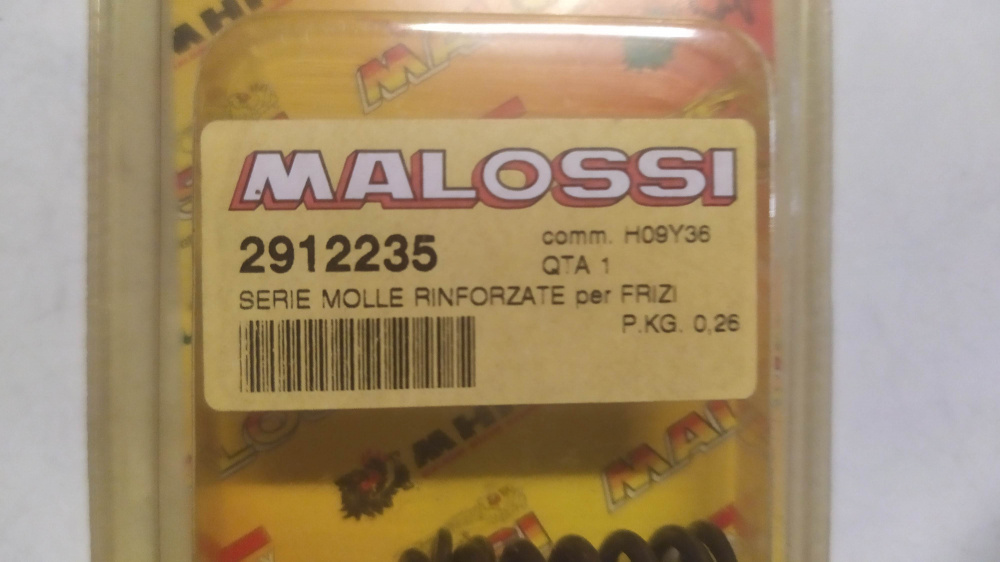 MALOSSI
2912235
comm. H09Y36
QTA 1
SERIE MOLLE RINFORZATE per FRIZI
P.KG. 0,26